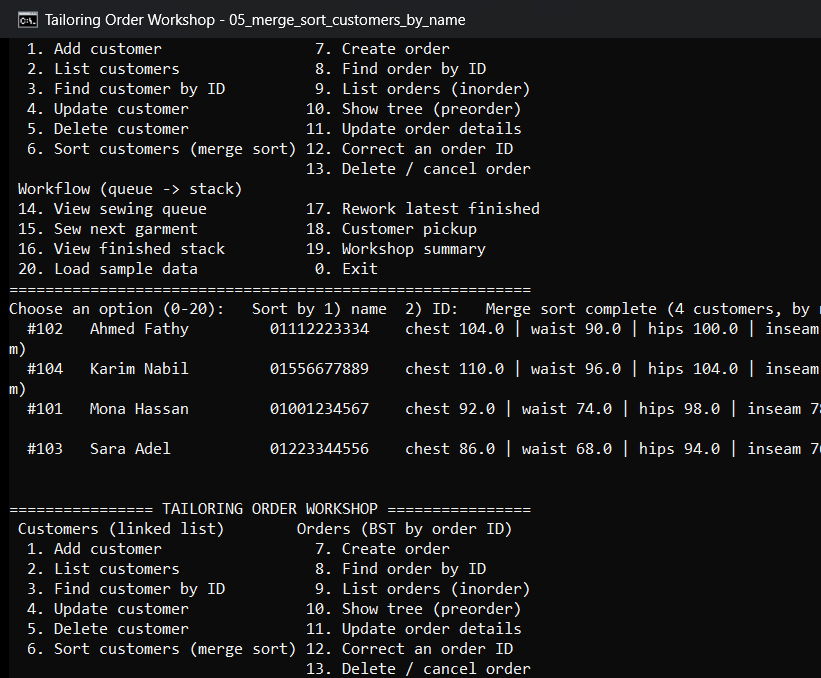 Tailoring Order Workshop - 05_merge_sort_customers_by_name
1. Add customer 7. Create order
2. List customers 8. Find order by ID
3. Find customer by ID 9. List orders (inorder)
4. Update customer 10. Show tree (preorder)
5. Delete customer 11. Update order details
6. Sort customers (merge sort) 12. Correct an order ID
13. Delete / cancel order
Workflow (queue -> stack)
14. View sewing queue 17. Rework latest finished
15. Sew next garment 18. Customer pickup
16. View finished stack 19. Workshop summary
20. Load sample data 0. Exit
==========================================================
Choose an option (0-20): Sort by 1) name 2) ID: Merge sort complete (4 customers, by
#102 Ahmed Fathy 01112223334 chest 104.0 | waist 90.0 | hips 100.0 | inseam
m)
#104 Karim Nabil 01556677889 chest 110.0 | waist 96.0 | hips 104.0 | inseam
m)
#101 Mona Hassan 01001234567 chest 92.0 | waist 74.0 | hips 98.0 | inseam
#103 Sara Adel 01223344556 chest 86.0 | waist 68.0 | hips 94.0 | inseam
================ TAILORING ORDER WORKSHOP ================
Customers (linked list) Orders (BST by order ID)
1. Add customer 7. Create order
2. List customers 8. Find order by ID
3. Find customer by ID 9. List orders (inorder)
4. Update customer 10. Show tree (preorder)
5. Delete customer 11. Update order details
6. Sort customers (merge sort) 12. Correct an order ID
13. Delete / cancel order